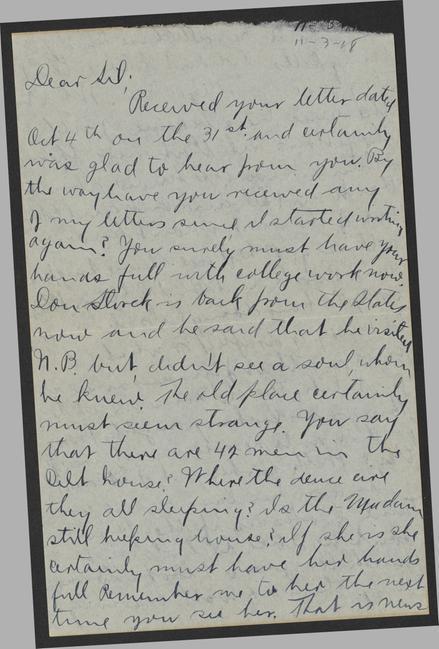 11-3-18
Dear Sil;
Received your letter dated
Oct 4th on the 31st. and certainly
was glad to hear from you. By
the way have you received any
of my letters since I started writing
again? You surely must have your
hands full with college work now.
Don Storck is back from the States
now and he said that he visited
N.B. but didn't see a soul whom
he knew. The old place certainly
must seem strange. You say
that there are 42 men in the
Delt house? Where the deuce are
they all sleeping? Is the Madam
still keeping house? If she is she
certainly must have her hands
full Remember me to her the next
time you see her. That is news